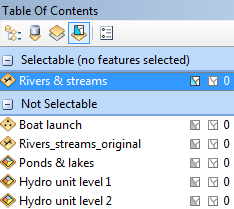 Table Of Contents
Selectable (no features selected)
Rivers & streams 0
Not Selectable
Boat launch 0
Rivers_streams_original 0
Ponds & lakes 0
Hydro unit level 1 0
Hydro unit level 2 0